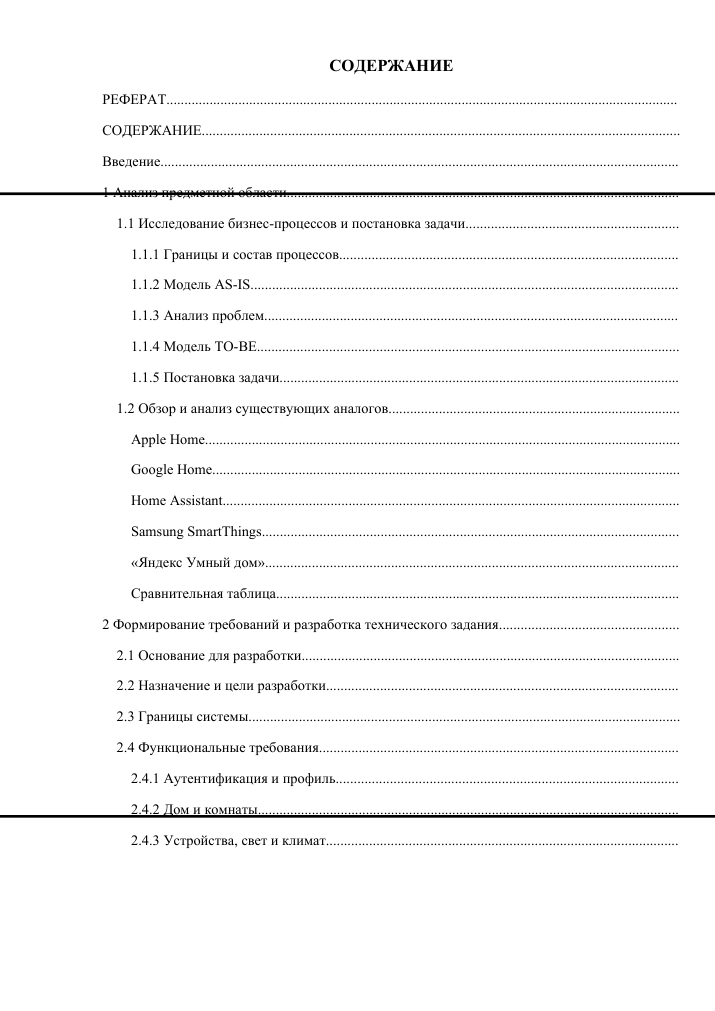 СОДЕРЖАНИЕ
РЕФЕРАТ
СОДЕРЖАНИЕ
Введение
1 Анализ предметной области
1.1 Исследование бизнес-процессов и постановка задачи
1.1.1 Границы и состав процессов
1.1.2 Модель AS-IS
1.1.3 Анализ проблем
1.1.4 Модель TO-BE
1.1.5 Постановка задачи
1.2 Обзор и анализ существующих аналогов
Apple Home
Google Home
Home Assistant
Samsung SmartThings
«Яндекс Умный дом»
Сравнительная таблица
2 Формирование требований и разработка технического задания
2.1 Основание для разработки
2.2 Назначение и цели разработки
2.3 Границы системы
2.4 Функциональные требования
2.4.1 Аутентификация и профиль
2.4.2 Дом и комнаты
2.4.3 Устройства, свет и климат